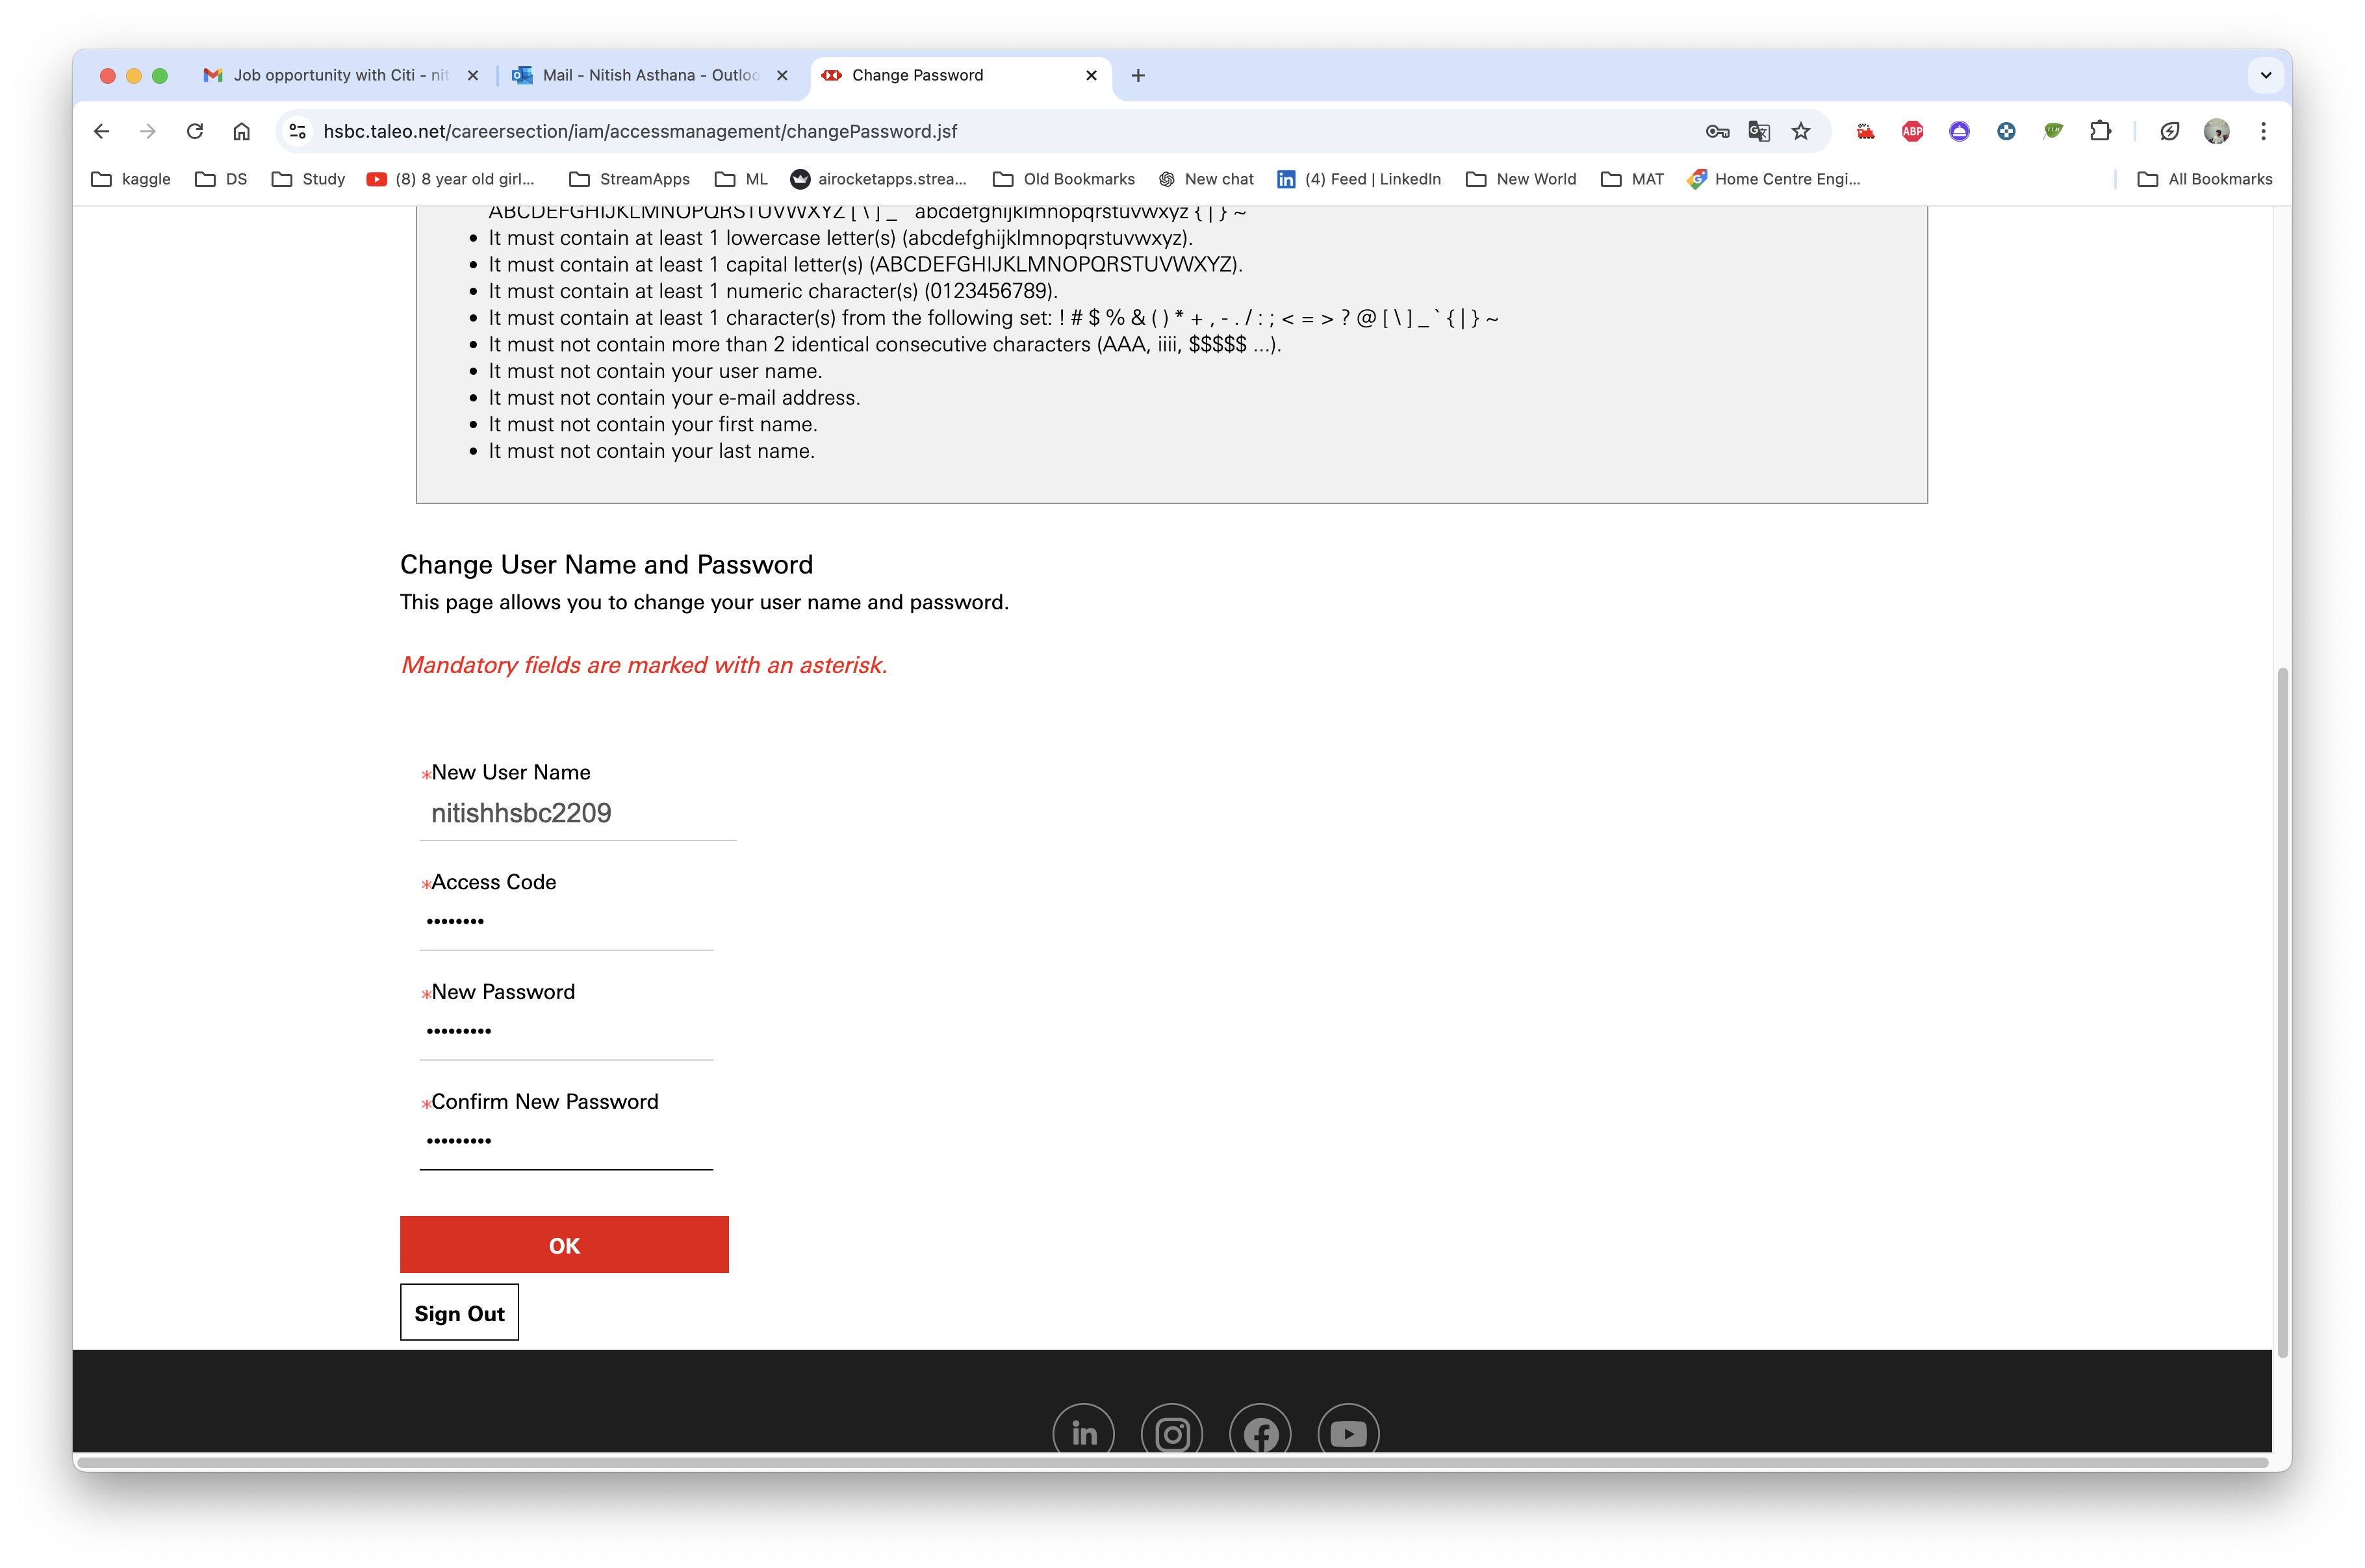 Job opportunity with Citi - nit
Mail - Nitish Asthana - Outloo
Change Password
hsbc.taleo.net/careersection/iam/accessmanagement/changePassword.jsf
ABP
kaggle
DS
Study
(8) 8 year old girl...
StreamApps
ML
airocketapps.strea...
Old Bookmarks
New chat
(4) Feed | LinkedIn
New World
MAT
Home Centre Engi...
All Bookmarks
ABCDEFGHIJKLMNOPQRSTUVWXYZ [ \ ] _ ` abcdefghijklmnopqrstuvwxyz { | } ~
• It must contain at least 1 lowercase letter(s) (abcdefghijklmnopqrstuvwxyz).
• It must contain at least 1 capital letter(s) (ABCDEFGHIJKLMNOPQRSTUVWXYZ).
• It must contain at least 1 numeric character(s) (0123456789).
• It must contain at least 1 character(s) from the following set: ! # $ % & ( ) * + , - . / : ; < = > ? @ [ \ ] _ ` { | } ~
• It must not contain more than 2 identical consecutive characters (AAA, iiii, $$$$$ ...).
• It must not contain your user name.
• It must not contain your e-mail address.
• It must not contain your first name.
• It must not contain your last name.
Change User Name and Password
This page allows you to change your user name and password.
Mandatory fields are marked with an asterisk.
*New User Name
nitishhsbc2209
*Access Code
••••••••
*New Password
•••••••••
*Confirm New Password
•••••••••
OK
Sign Out
in